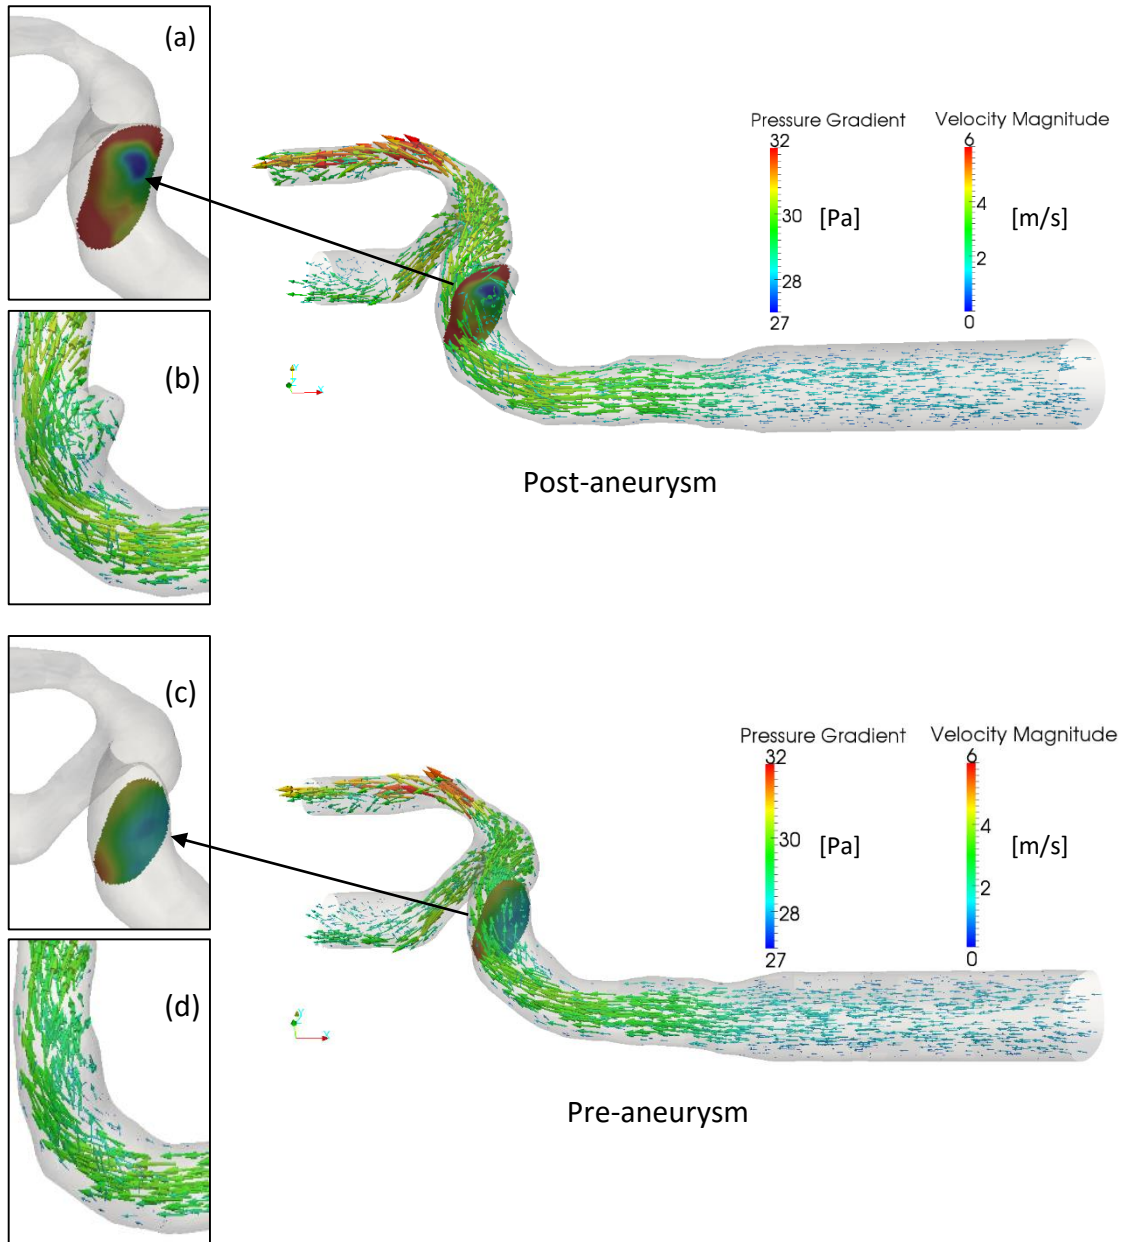 (a)
Pressure Gradient Velocity Magnitude
32 6
30 [Pa] 4 [m/s]
28 2
27 0
(b)
Post-aneurysm
(c)
Pressure Gradient Velocity Magnitude
32 6
30 [Pa] 4 [m/s]
28 2
27 0
(d)
Pre-aneurysm